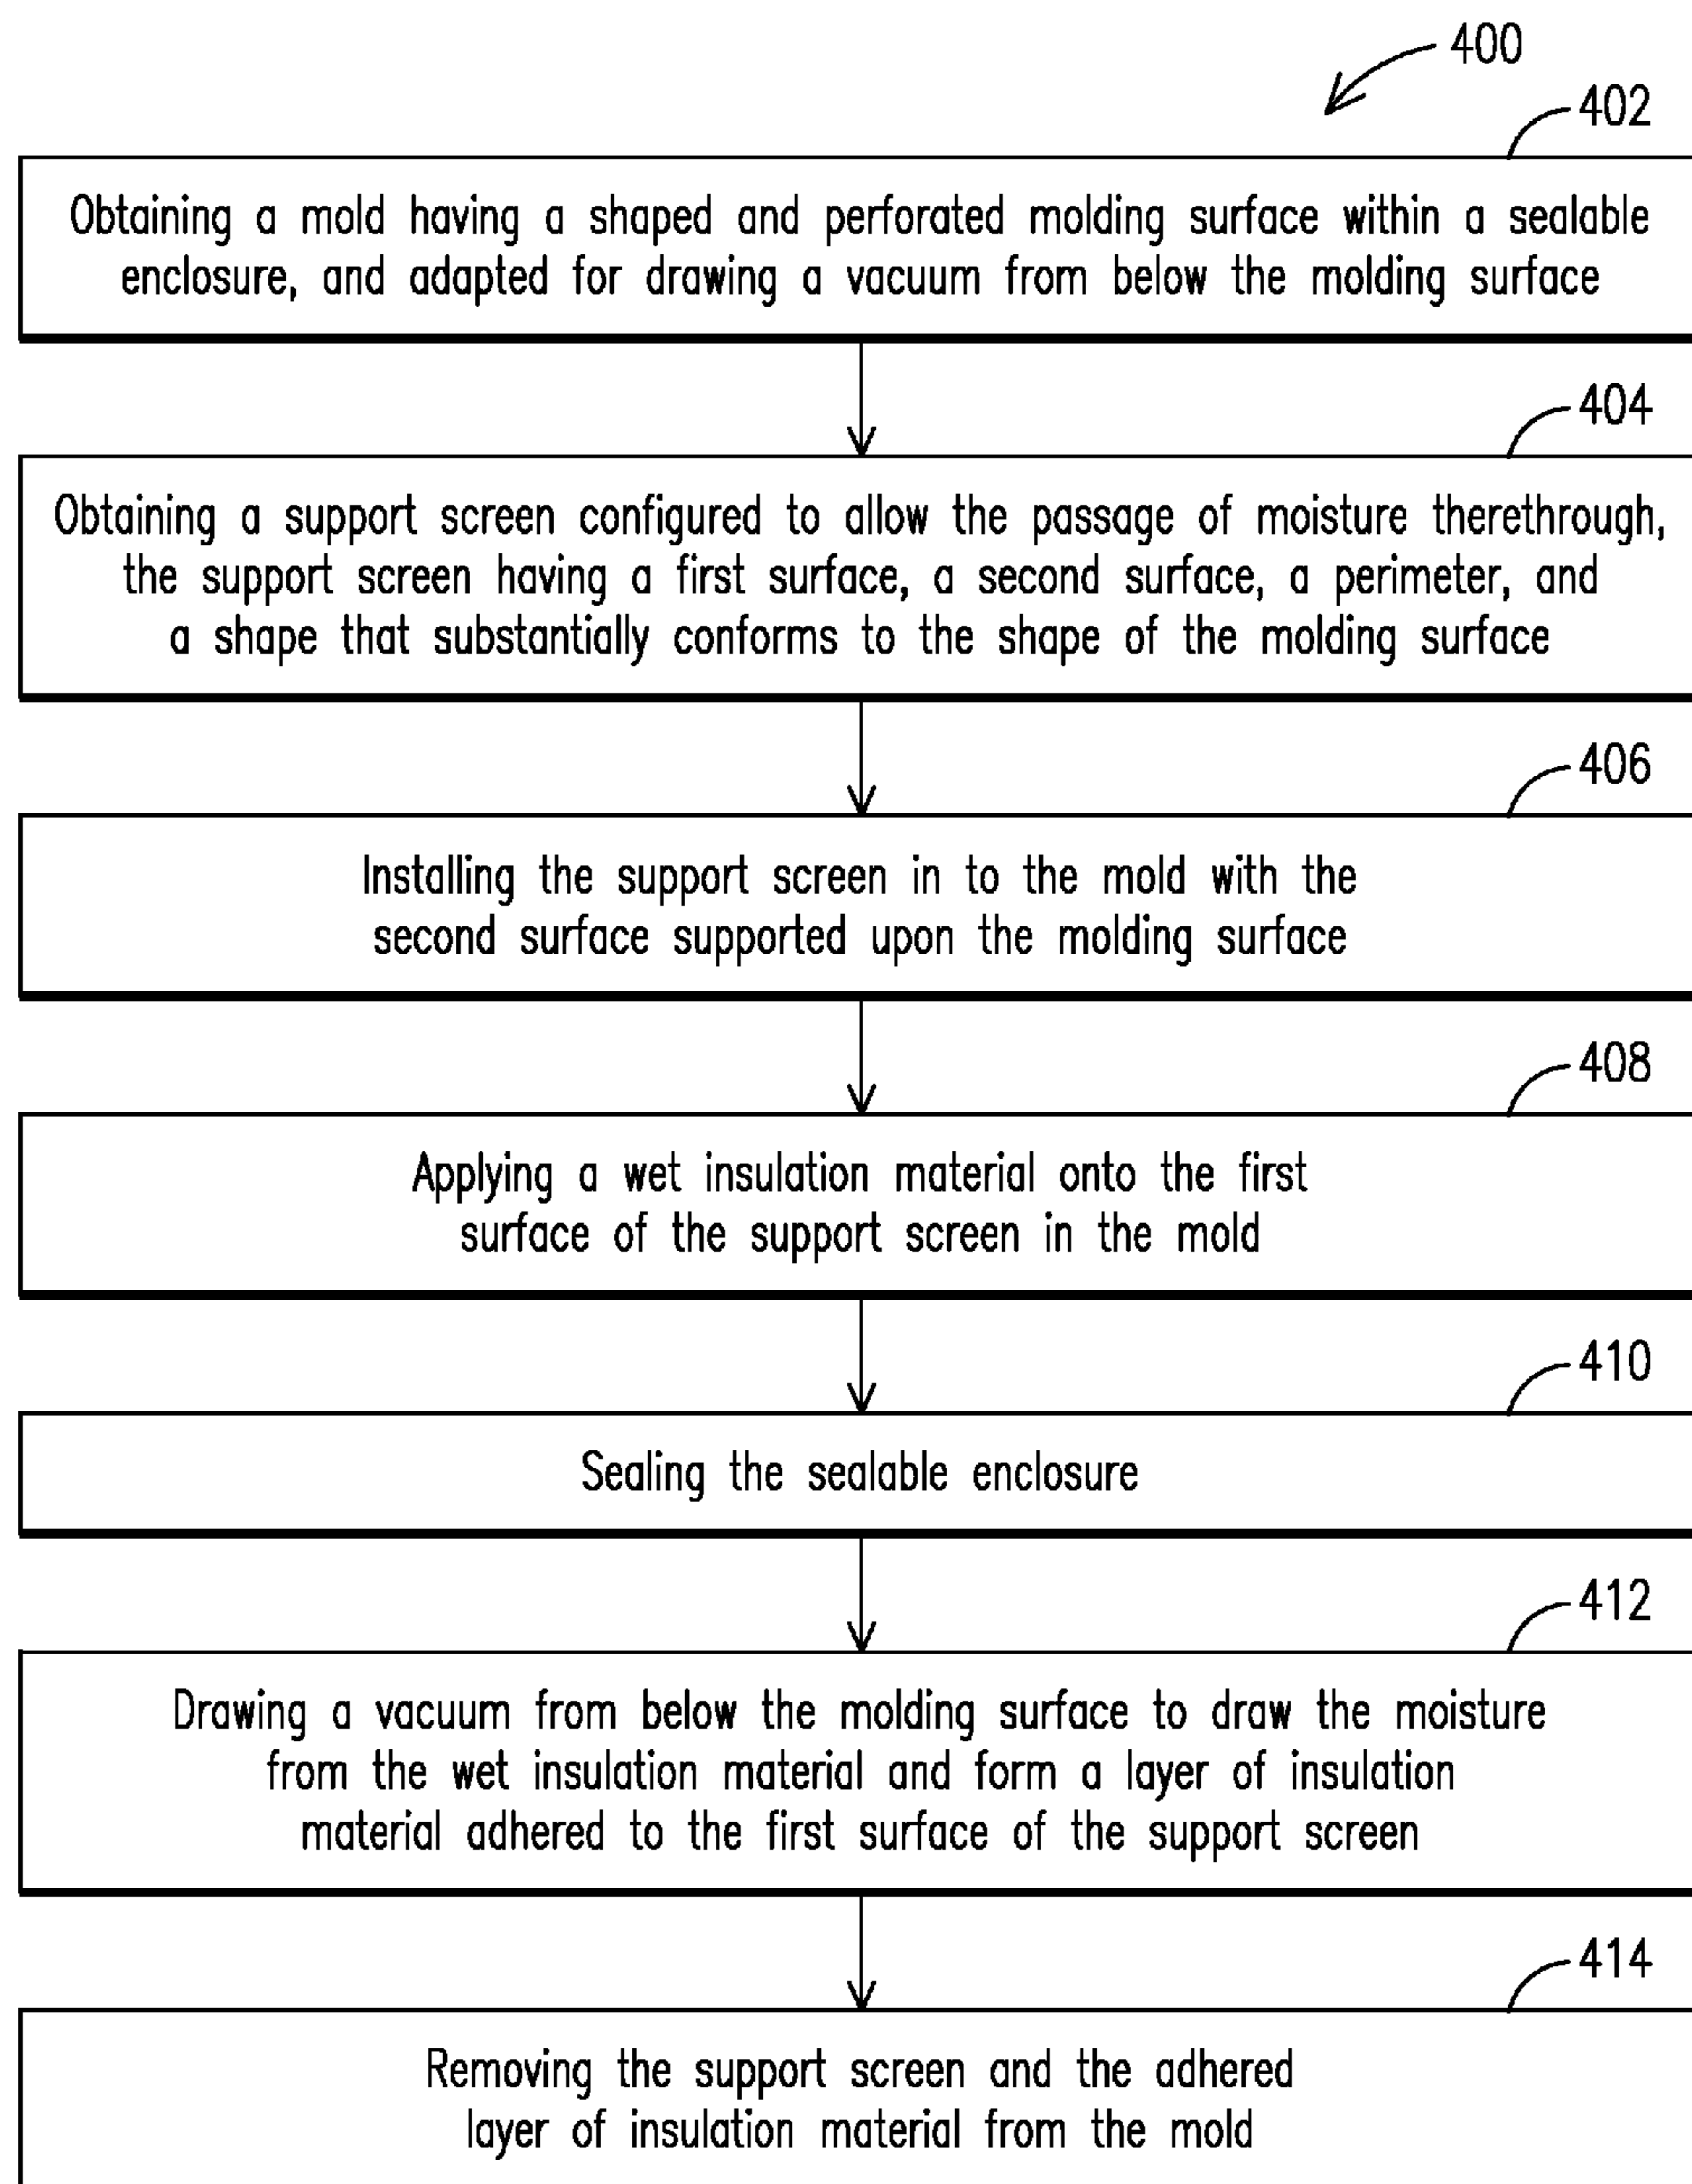 400
402
Obtaining a mold having a shaped and perforated molding surface within a sealable
enclosure, and adapted for drawing a vacuum from below the molding surface
404
Obtaining a support screen configured to allow the passage of moisture therethrough,
the support screen having a first surface, a second surface, a perimeter, and
a shape that substantially conforms to the shape of the molding surface
406
Installing the support screen in to the mold with the
second surface supported upon the molding surface
408
Applying a wet insulation material onto the first
surface of the support screen in the mold
410
Sealing the sealable enclosure
412
Drawing a vacuum from below the molding surface to draw the moisture
from the wet insulation material and form a layer of insulation
material adhered to the first surface of the support screen
414
Removing the support screen and the adhered
layer of insulation material from the mold